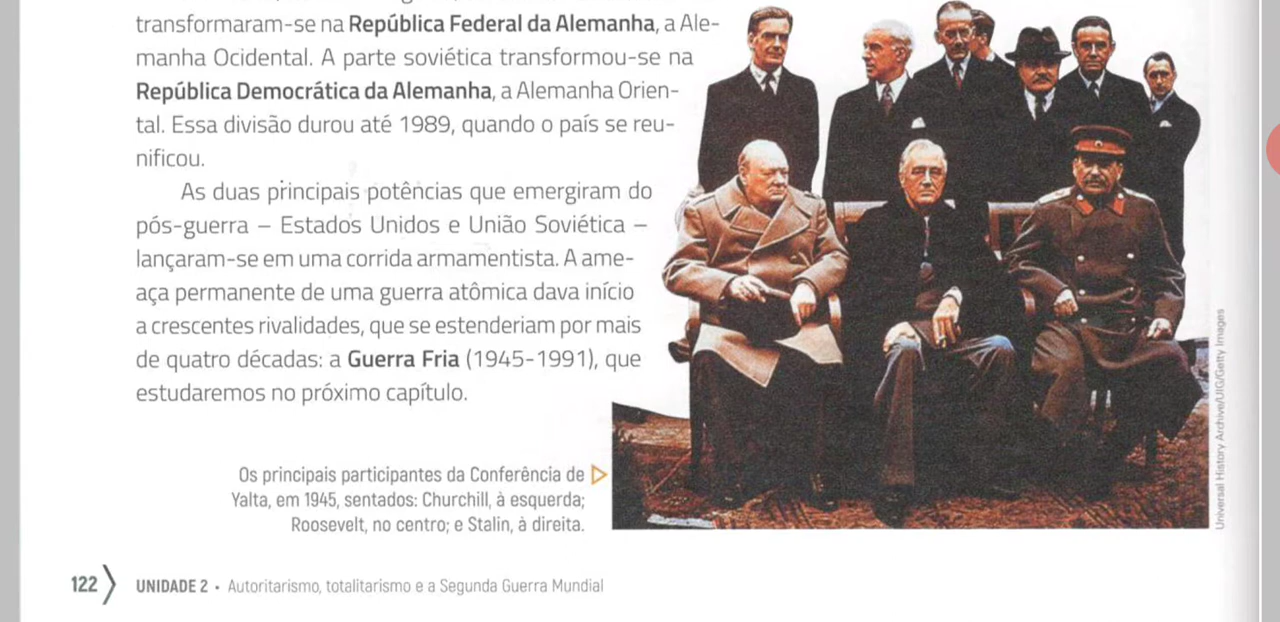 transformaram-se na República Federal da Alemanha, a Ale-
manha Ocidental. A parte soviética transformou-se na
República Democrática da Alemanha, a Alemanha Orien-
tal. Essa divisão durou até 1989, quando o país se reu-
nificou.
As duas principais potências que emergiram do
pós-guerra – Estados Unidos e União Soviética –
lançaram-se em uma corrida armamentista. A ame-
aça permanente de uma guerra atômica dava início
a crescentes rivalidades, que se estenderiam por mais
de quatro décadas: a Guerra Fria (1945-1991), que
estudaremos no próximo capítulo.
Os principais participantes da Conferência de
Yalta, em 1945, sentados: Churchill, à esquerda;
Roosevelt, no centro; e Stalin, à direita.
Universal History Archive/UIG/Getty Images
122 UNIDADE 2 • Autoritarismo, totalitarismo e a Segunda Guerra Mundial